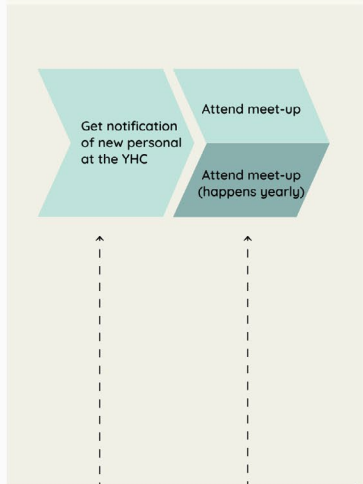 Get notification
of new personal
at the YHC
Attend meet-up
Attend meet-up
(happens yearly)